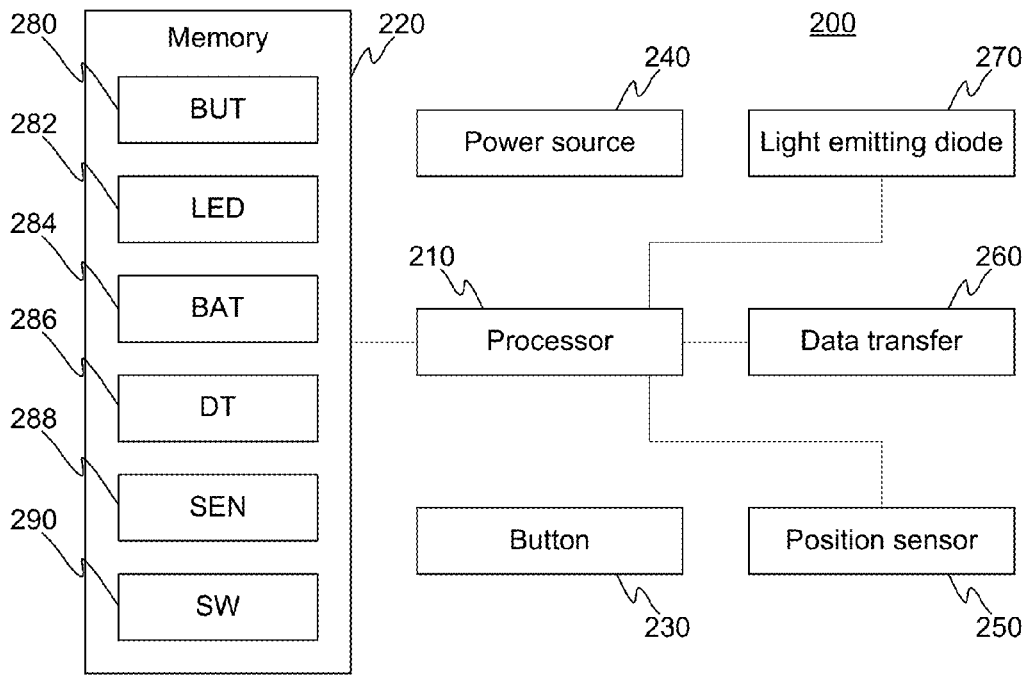 200
280
Memory
220
240
270
BUT
Power source
Light emitting diode
282
LED
284
210
260
BAT
Processor
Data transfer
286
DT
288
SEN
Button
Position sensor
290
SW
230
250